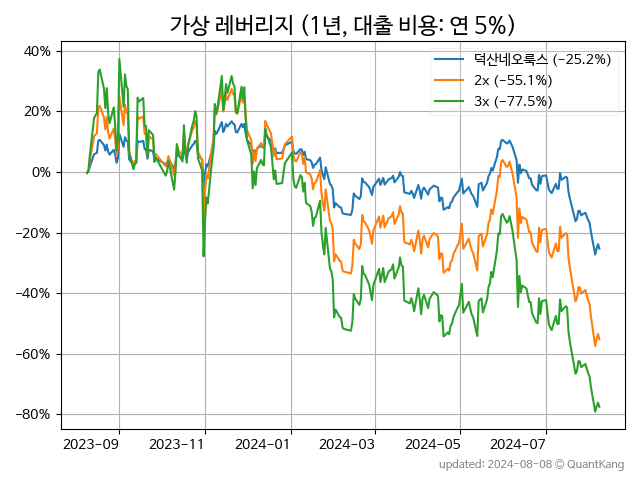 가상 레버리지 (1년, 대출 비용: 연 5%)
덕산네오룩스 (−25.2%)
2x (−55.1%)
3x (−77.5%)
40%
20%
0%
−20%
−40%
−60%
−80%
2023-09
2023-11
2024-01
2024-03
2024-05
2024-07
updated: 2024-08-08 © QuantKang